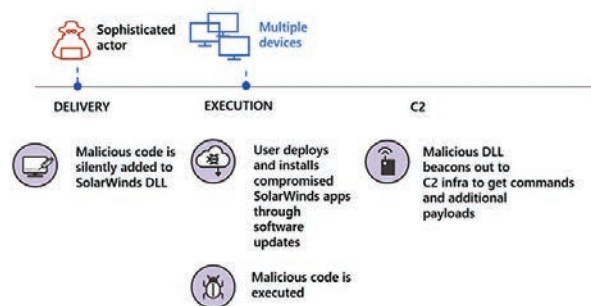 Sophisticated
actor
Multiple
devices
DELIVERY
EXECUTION
C2
Malicious code is
silently added to
SolarWinds DLL
User deploys
and installs
compromised
SolarWinds apps
through
software
updates
Malicious DLL
beacons out to
C2 infra to get commands
and additional
payloads
Malicious code is
executed